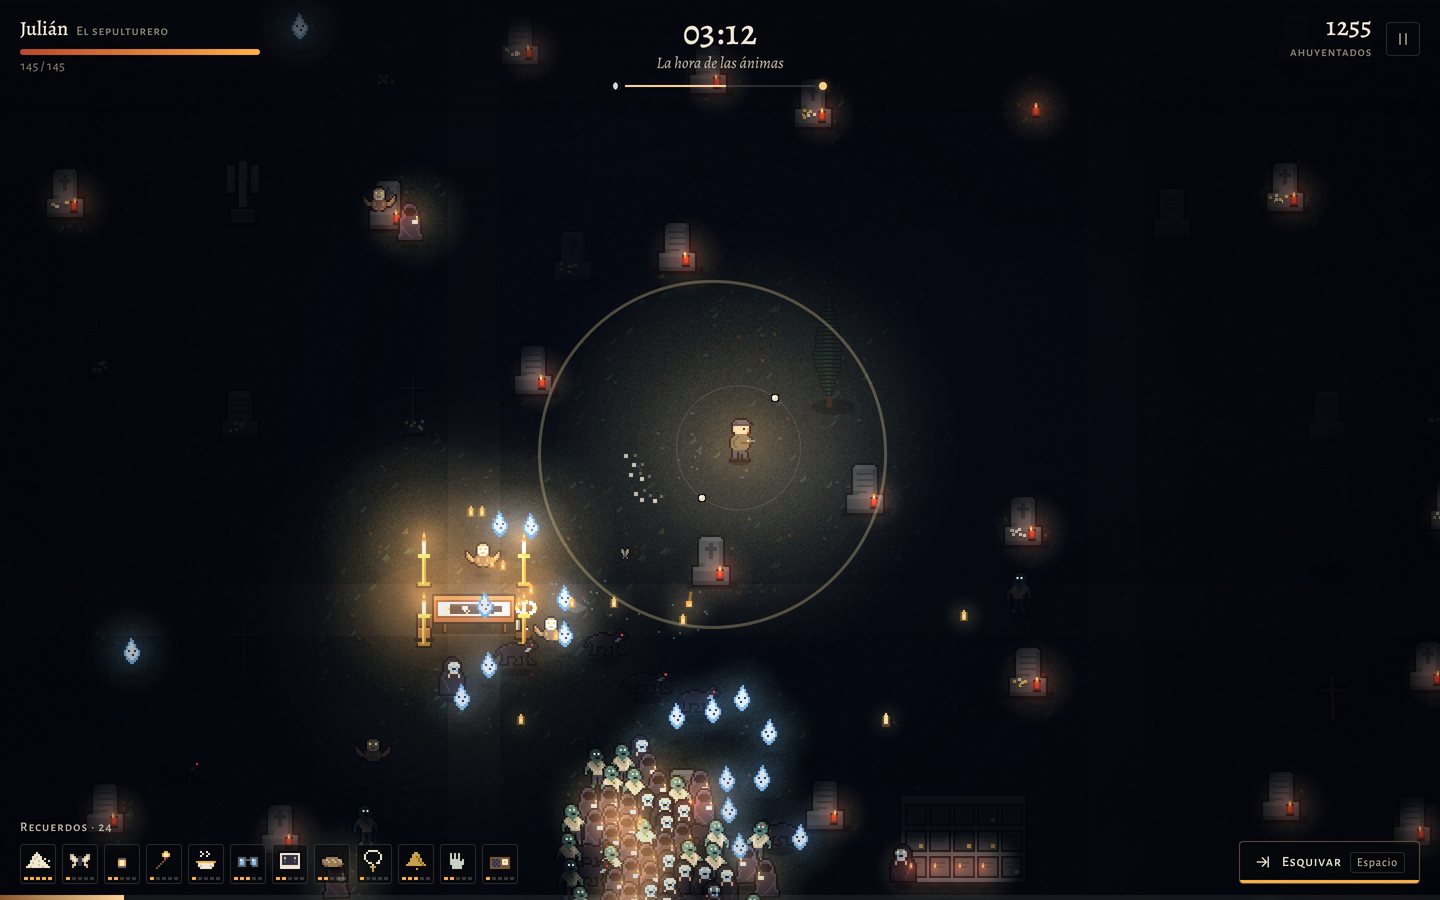 Julián El sepulturero
145/145
03:12
La hora de las ánimas
1255
Ahuyentados
Recuerdos · 24
Esquivar Espacio